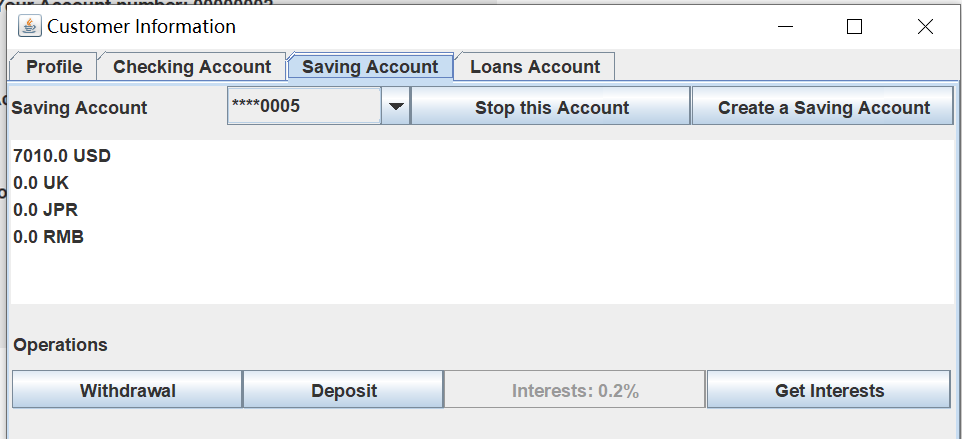 Customer Information
Profile Checking Account Saving Account Loans Account
Saving Account ****0005 Stop this Account Create a Saving Account
7010.0 USD
0.0 UK
0.0 JPR
0.0 RMB
Operations
Withdrawal Deposit Interests: 0.2% Get Interests